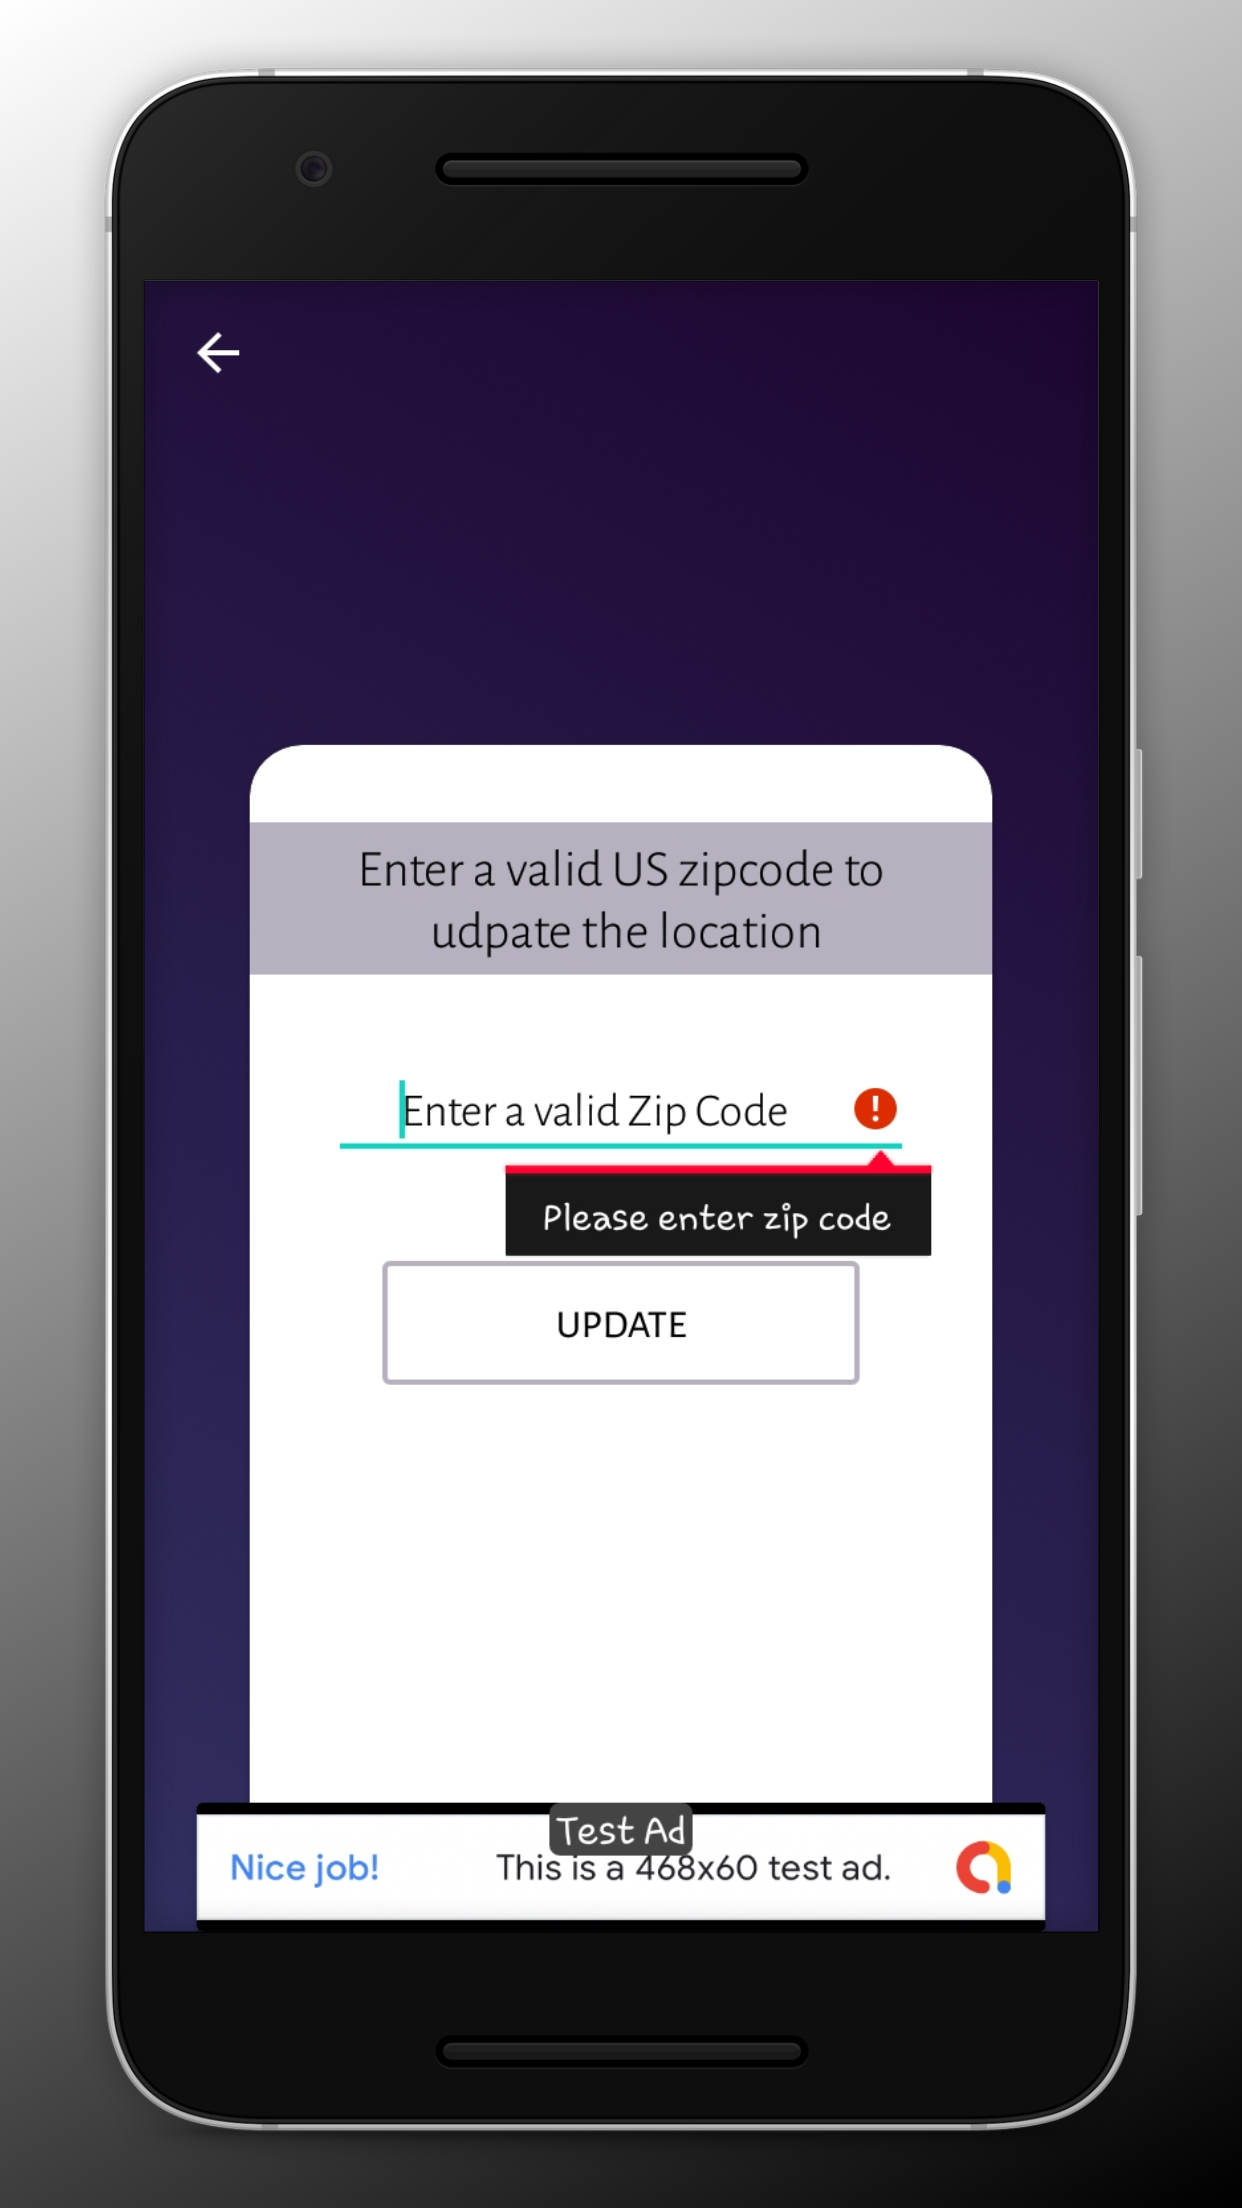 Enter a valid US zipcode to
udpate the location
Enter a valid Zip Code
Please enter zip code
UPDATE
Test Ad
Nice job!
This is a 468x60 test ad.